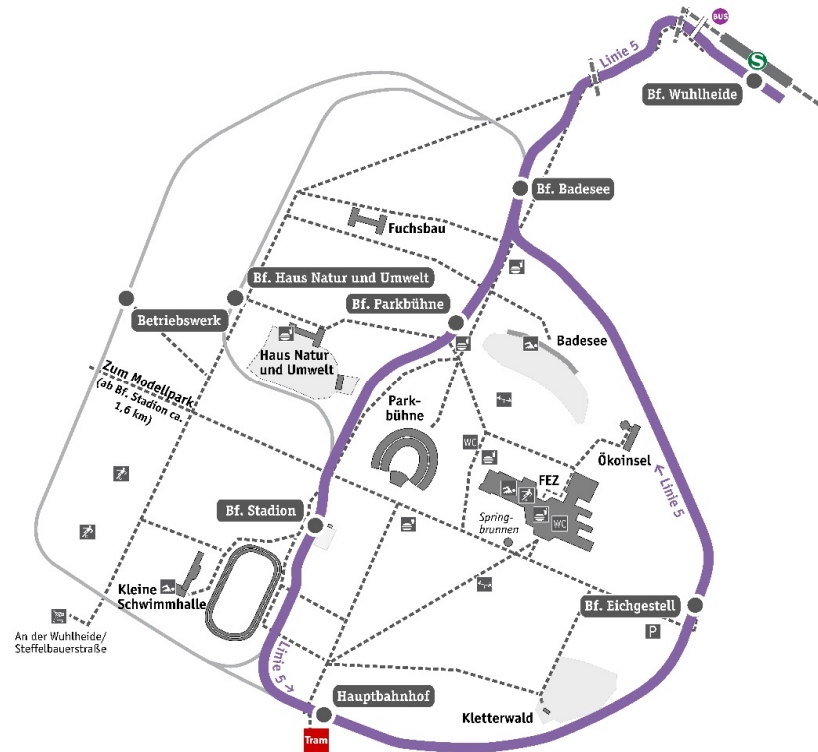 BUS
Linie 5
S
Bf. Wuhlheide
Bf. Badesee
Fuchsbau
Bf. Haus Natur und Umwelt
Bf. Parkbühne
Betriebswerk
Haus Natur
und Umwelt
Badesee
Zum Modellpark
(ab Bf. Stadion ca.
1,6 km)
Park-
bühne
WC
Ökoinsel
FEZ
Linie 5
Bf. Stadion
Spring-
brunnen
WC
Kleine
Schwimmhalle
Bf. Eichgestell
An der Wuhlheide/
Steffelbauerstraße
P
Linie 5
Hauptbahnhof
Kletterwald
Tram